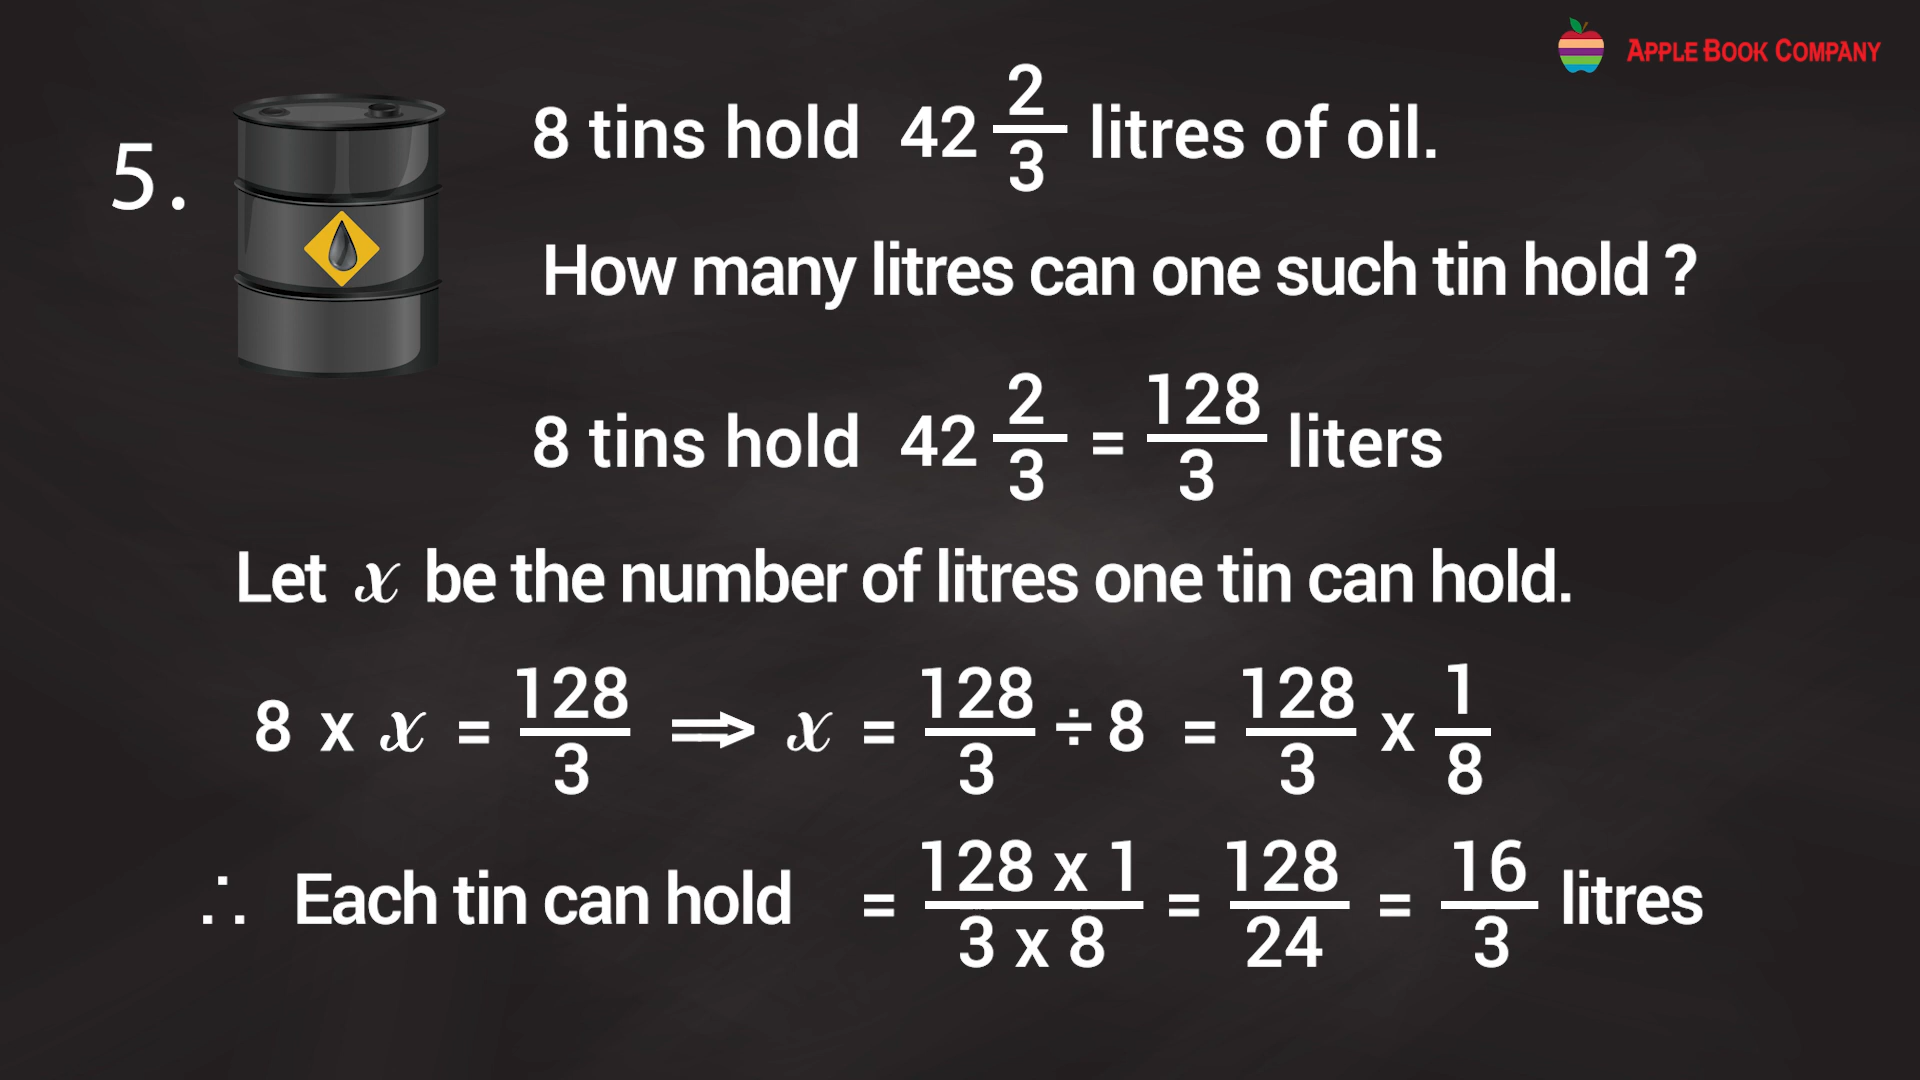 APPLE BOOK COMPANY
5.
8 tins hold 42 2/3 litres of oil.
How many litres can one such tin hold ?
8 tins hold 42 2/3 = 128/3 liters
Let x be the number of litres one tin can hold.
8 x x = 128/3 ⟹ x = 128/3 ÷ 8 = 128/3 x 1/8
∴ Each tin can hold = 128 x 1/3 x 8 = 128/24 = 16/3 litres